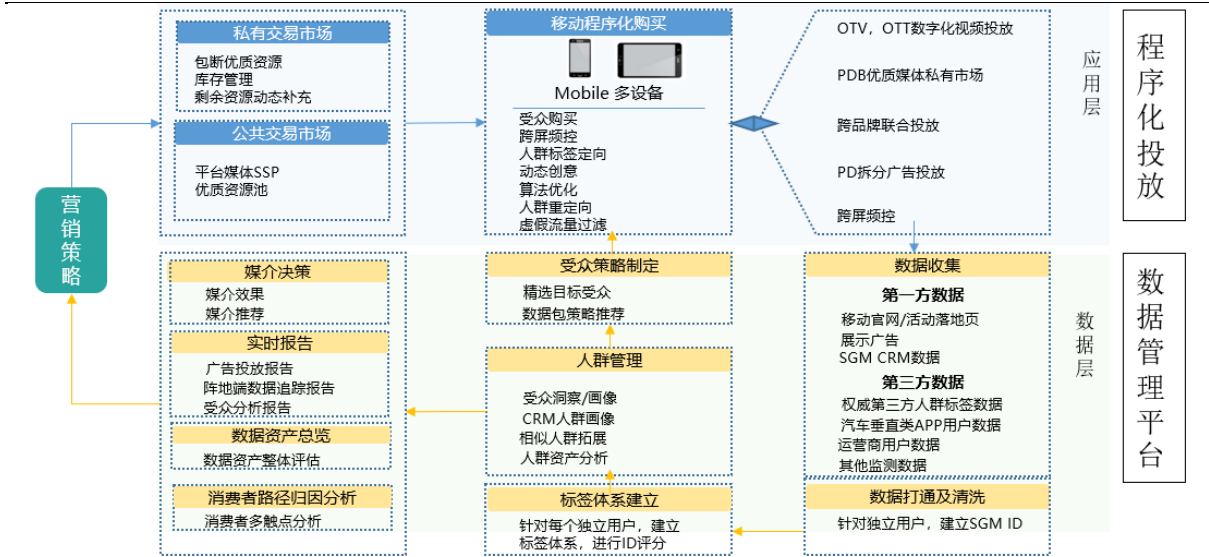 营销策略
私有交易市场
包断优质资源
库存管理
剩余资源动态补充
公共交易市场
平台媒体SSP
优质资源池
移动程序化购买
Mobile 多设备
受众购买
跨屏频控
人群标签定向
动态创意
算法优化
人群重定向
虚假流量过滤
OTV，OTT数字化视频投放
PDB优质媒体私有市场
跨品牌联合投放
PD拆分广告投放
跨屏频控
应用层
程序化投放
媒介决策
媒介效果
媒介推荐
实时报告
广告投放报告
阵地端数据追踪报告
受众分析报告
数据资产总览
数据资产整体评估
消费者路径归因分析
消费者多触点分析
受众策略制定
精选目标受众
数据包策略推荐
人群管理
受众洞察/画像
CRM人群画像
相似人群拓展
人群资产分析
标签体系建立
针对每个独立用户，建立
标签体系，进行ID评分
数据收集
第一方数据
移动官网/活动落地页
展示广告
SGM CRM数据
第三方数据
权威第三方人群标签数据
汽车垂直类APP用户数据
运营商用户数据
其他监测数据
数据打通及清洗
针对独立用户，建立SGM ID
数据层
数据管理平台